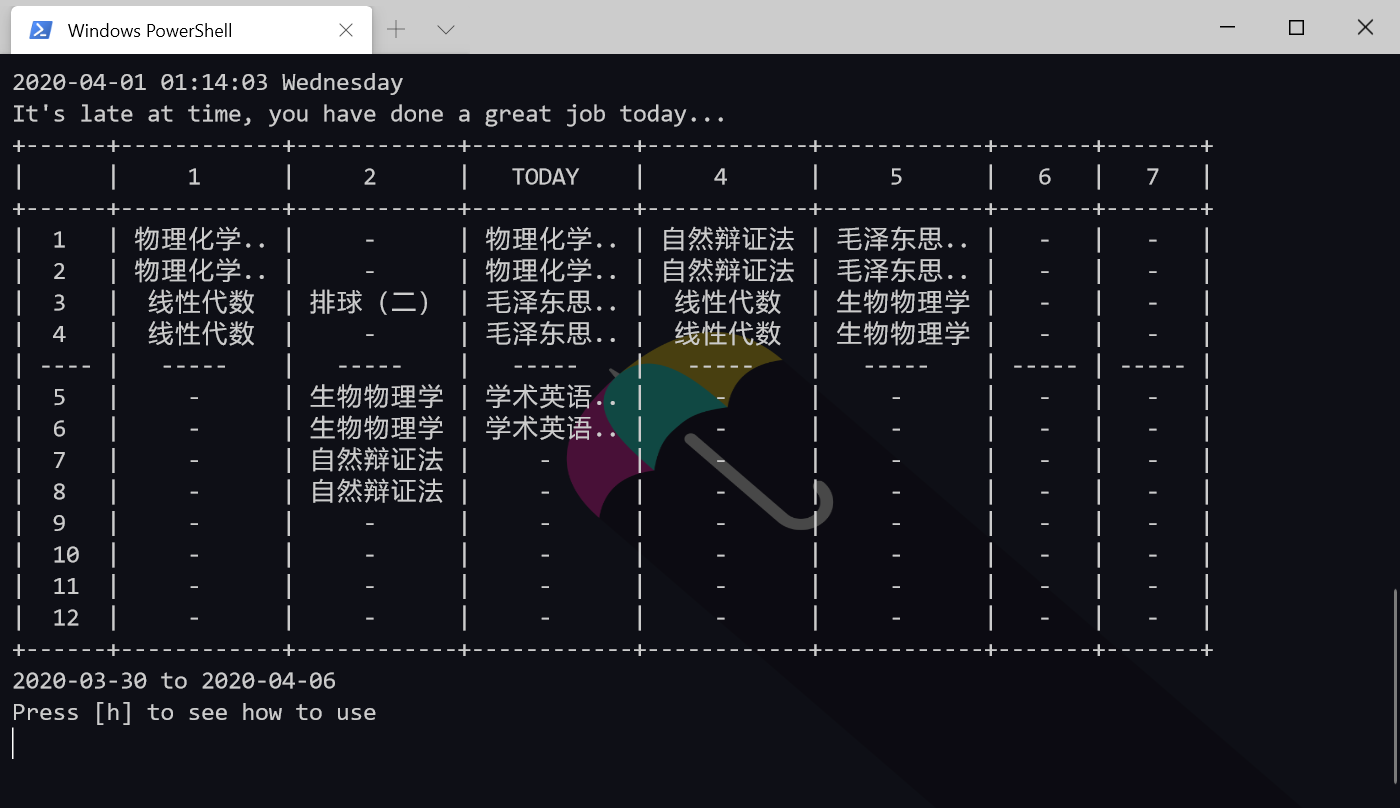 Windows PowerShell
2020-04-01 01:14:03 Wednesday
It's late at time, you have done a great job today...
+------+------------+------------+------------+------------+------------+-------+-------+
|      |     1      |     2      |   TODAY    |     4      |     5      |   6   |   7   |
+------+------------+------------+------------+------------+------------+-------+-------+
|  1   | 物理化学.. |     -      | 物理化学.. | 自然辩证法 | 毛泽东思.. |   -   |   -   |
|  2   | 物理化学.. |     -      | 物理化学.. | 自然辩证法 | 毛泽东思.. |   -   |   -   |
|  3   |  线性代数  | 排球（二） | 毛泽东思.. |  线性代数  | 生物物理学 |   -   |   -   |
|  4   |  线性代数  |     -      | 毛泽东思.. |  线性代数  | 生物物理学 |   -   |   -   |
| ---- |   -----    |   -----    |   -----    |   -----    |   -----    | ----- | ----- |
|  5   |     -      | 生物物理学 | 学术英语.. |     -      |     -      |   -   |   -   |
|  6   |     -      | 生物物理学 | 学术英语.. |     -      |     -      |   -   |   -   |
|  7   |     -      | 自然辩证法 |     -      |     -      |     -      |   -   |   -   |
|  8   |     -      | 自然辩证法 |     -      |     -      |     -      |   -   |   -   |
|  9   |     -      |     -      |     -      |     -      |     -      |   -   |   -   |
|  10  |     -      |     -      |     -      |     -      |     -      |   -   |   -   |
|  11  |     -      |     -      |     -      |     -      |     -      |   -   |   -   |
|  12  |     -      |     -      |     -      |     -      |     -      |   -   |   -   |
+------+------------+------------+------------+------------+------------+-------+-------+
2020-03-30 to 2020-04-06
Press [h] to see how to use